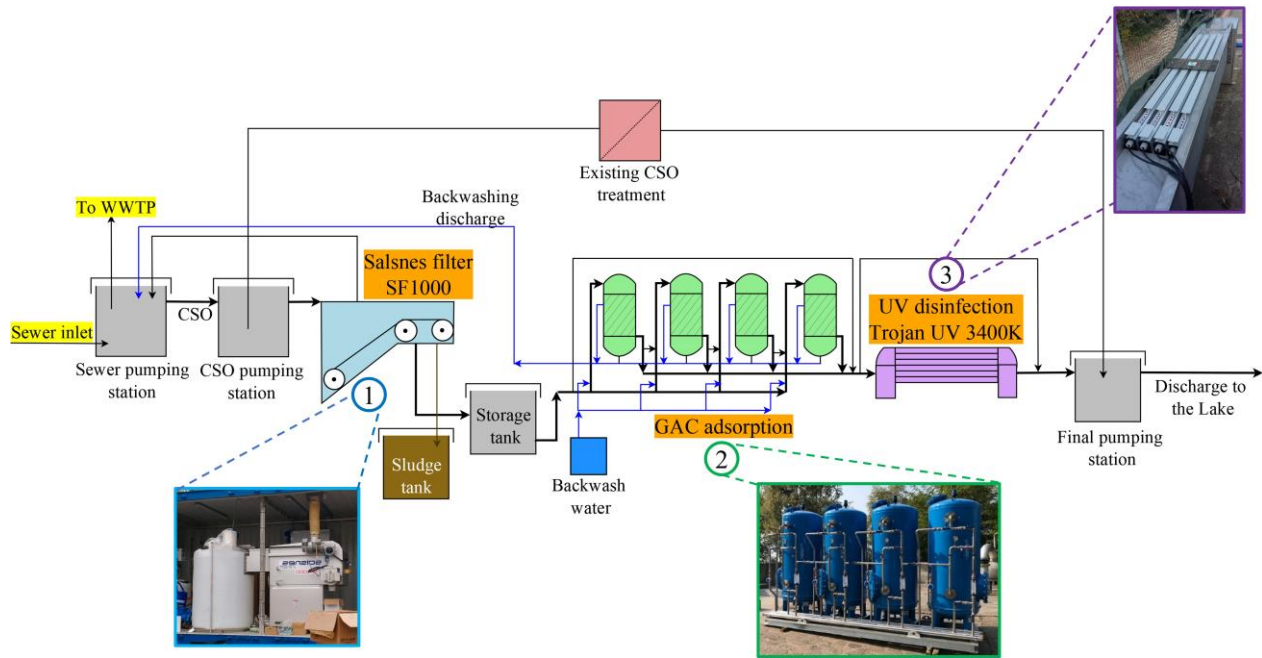 Existing CSO
treatment
Backwashing
discharge
To WWTP
Salsnes filter
SF1000
3
UV disinfection
Trojan UV 3400K
CSO
Sewer inlet
Sewer pumping
station
CSO pumping
station
1
Storage
tank
Sludge
tank
GAC adsorption
2
Backwash
water
Discharge to
the Lake
Final pumping
station